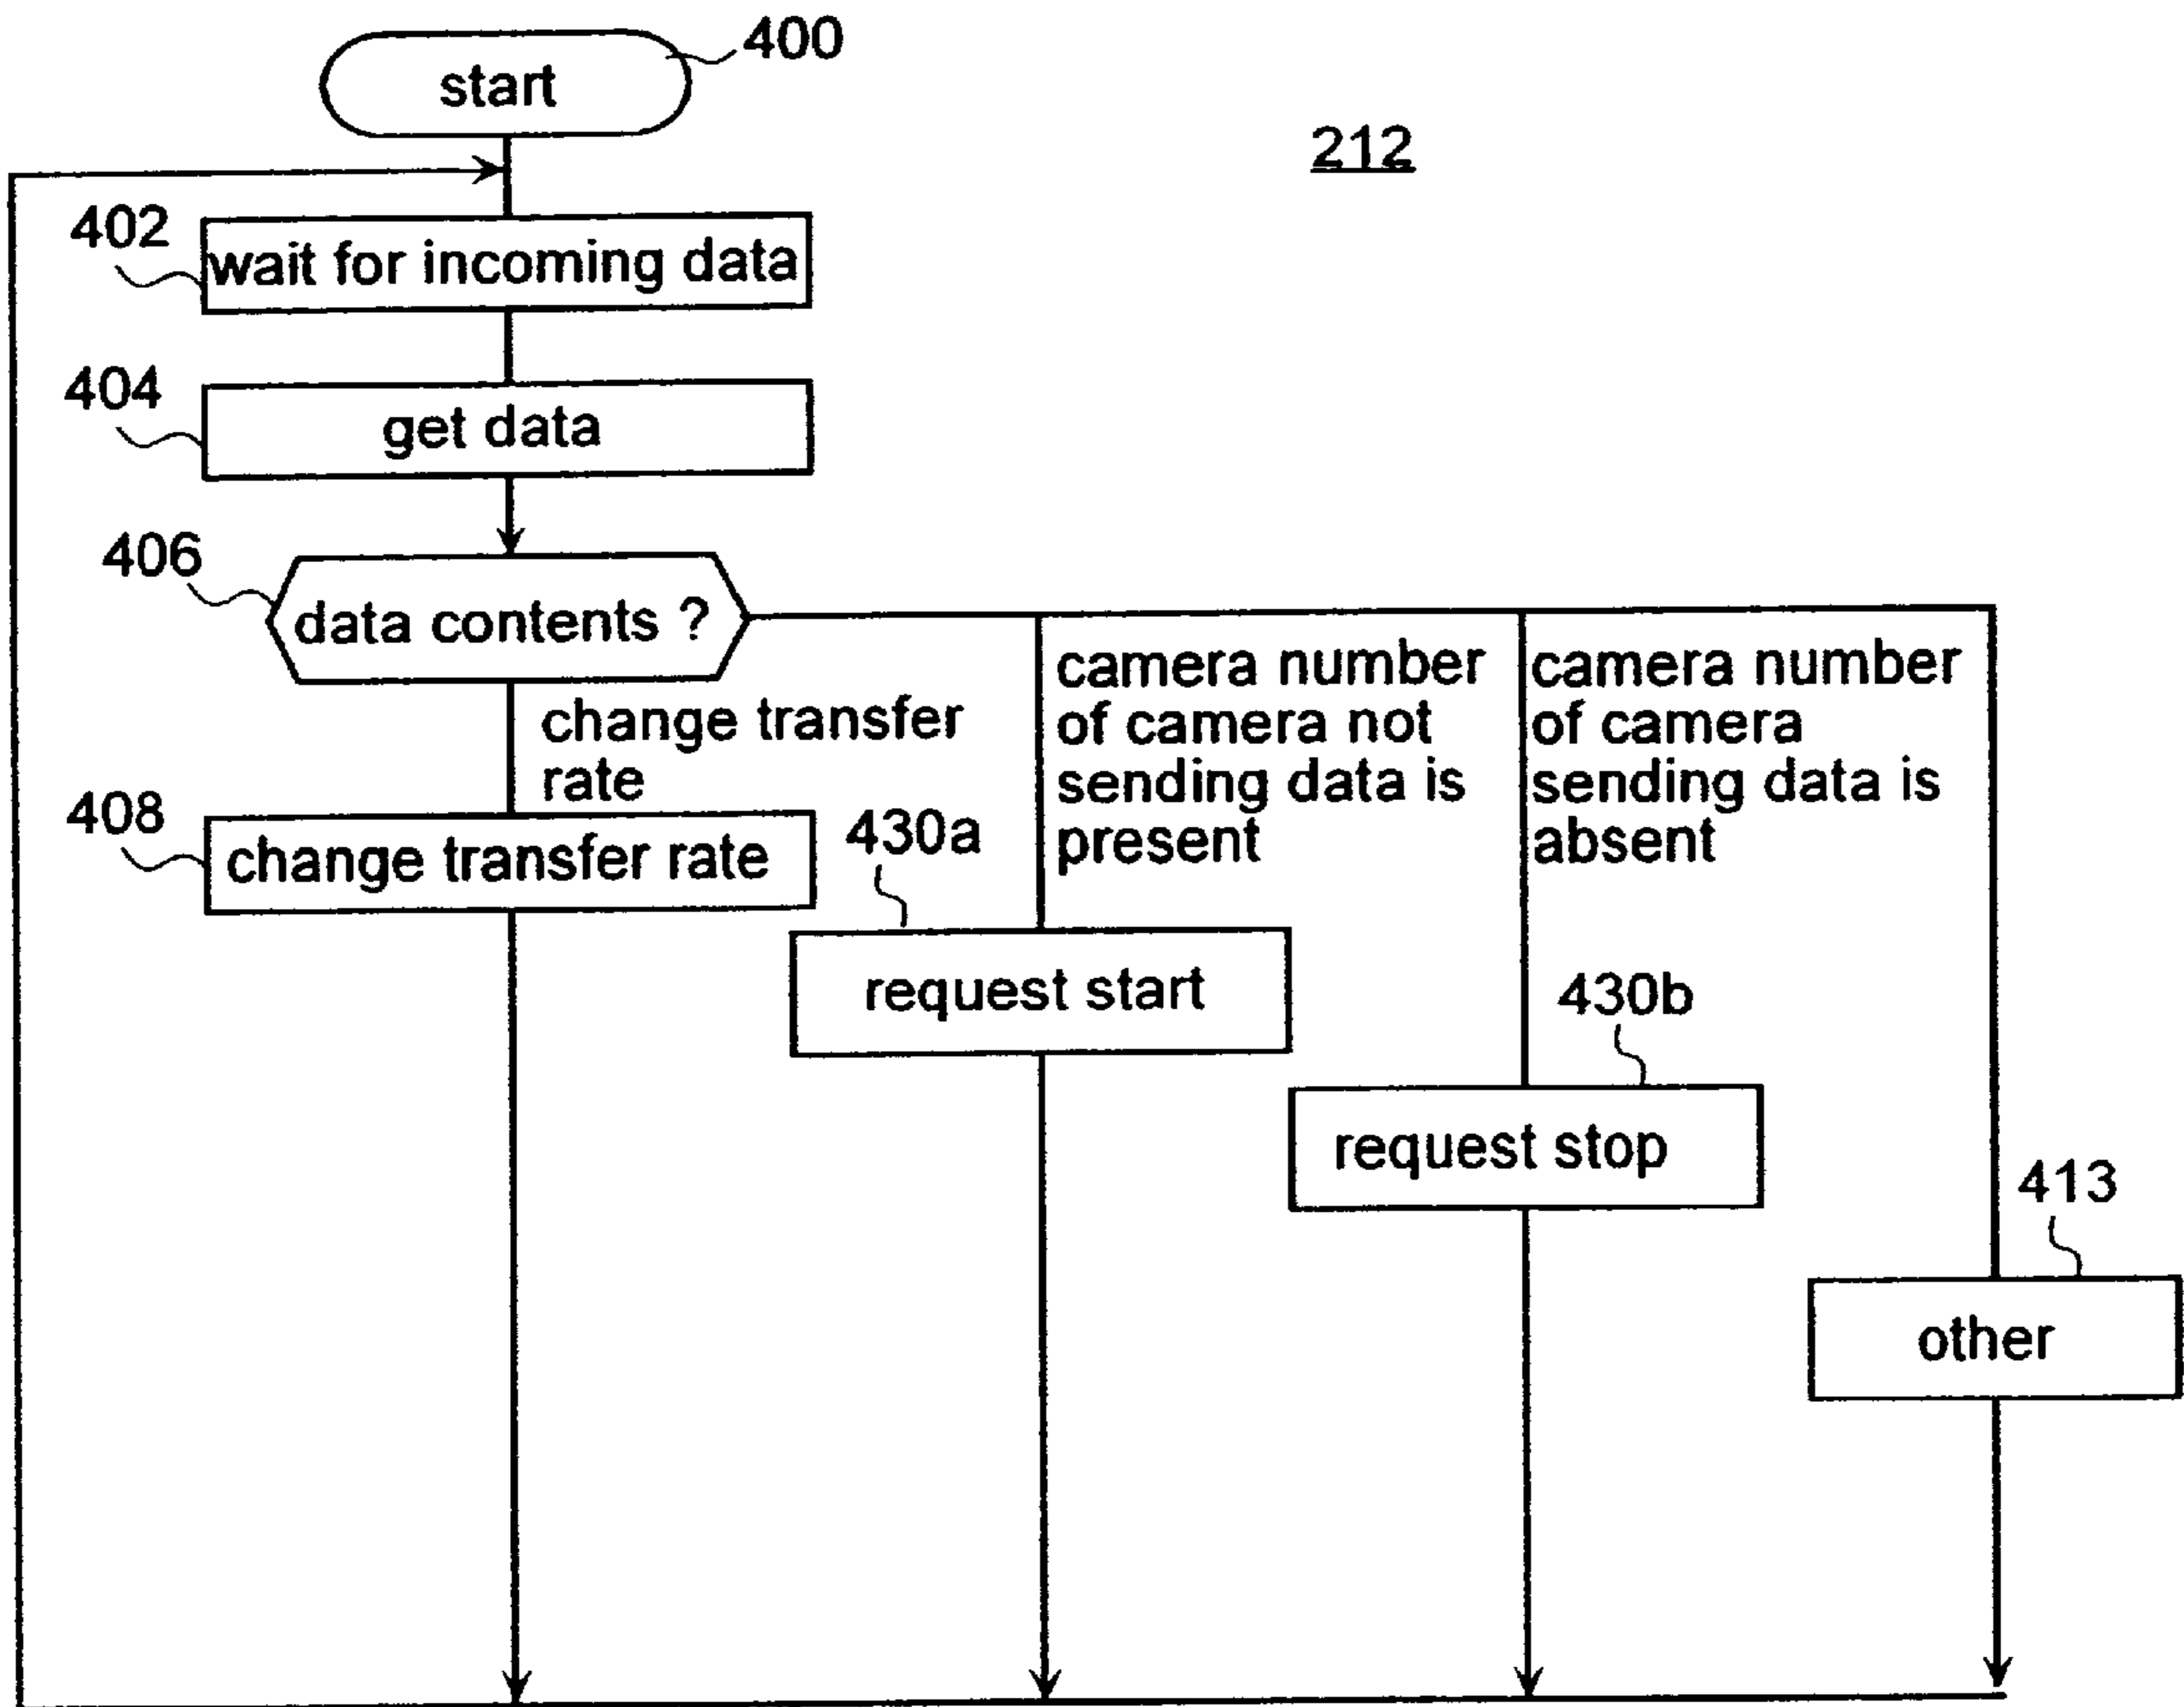 400
start
212
402
wait for incoming data
404
get data
406
data contents ?
change transfer
rate
camera number
of camera not
sending data is
present
camera number
of camera
sending data is
absent
408
change transfer rate
430a
request start
430b
request stop
413
other